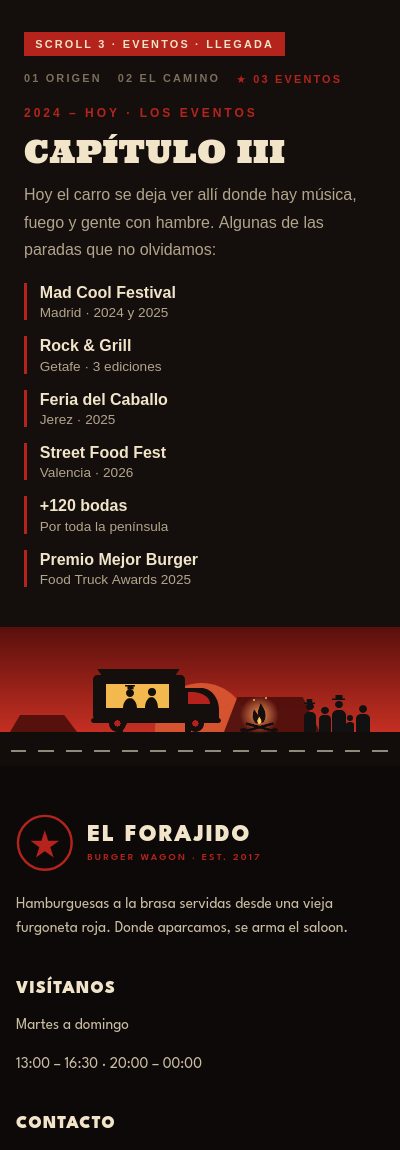 SCROLL 3 · EVENTOS · LLEGADA
01 ORIGEN 02 EL CAMINO ★ 03 EVENTOS
2024 – HOY · LOS EVENTOS
CAPÍTULO III
Hoy el carro se deja ver allí donde hay música,
fuego y gente con hambre. Algunas de las
paradas que no olvidamos:
Mad Cool Festival
Madrid · 2024 y 2025
Rock & Grill
Getafe · 3 ediciones
Feria del Caballo
Jerez · 2025
Street Food Fest
Valencia · 2026
+120 bodas
Por toda la península
Premio Mejor Burger
Food Truck Awards 2025
EL FORAJIDO
BURGER WAGON · EST. 2017
Hamburguesas a la brasa servidas desde una vieja
furgoneta roja. Donde aparcamos, se arma el saloon.
VISÍTANOS
Martes a domingo
13:00 – 16:30 · 20:00 – 00:00
CONTACTO